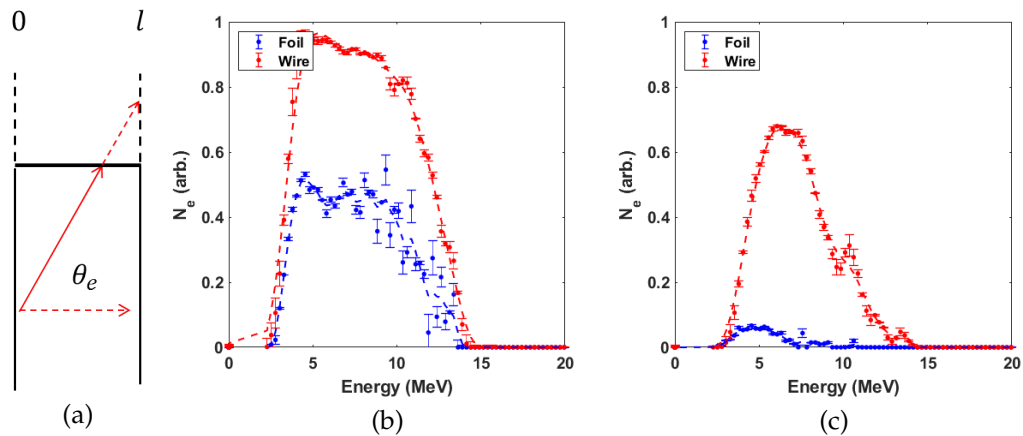 0 l
θe
(a)
Nₑ (arb.)
1
0.8
0.6
0.4
0.2
0
Foil
Wire
0 5 10 15 20
Energy (MeV)
(b)
Nₑ (arb.)
1
0.8
0.6
0.4
0.2
0
Foil
Wire
0 5 10 15 20
Energy (MeV)
(c)